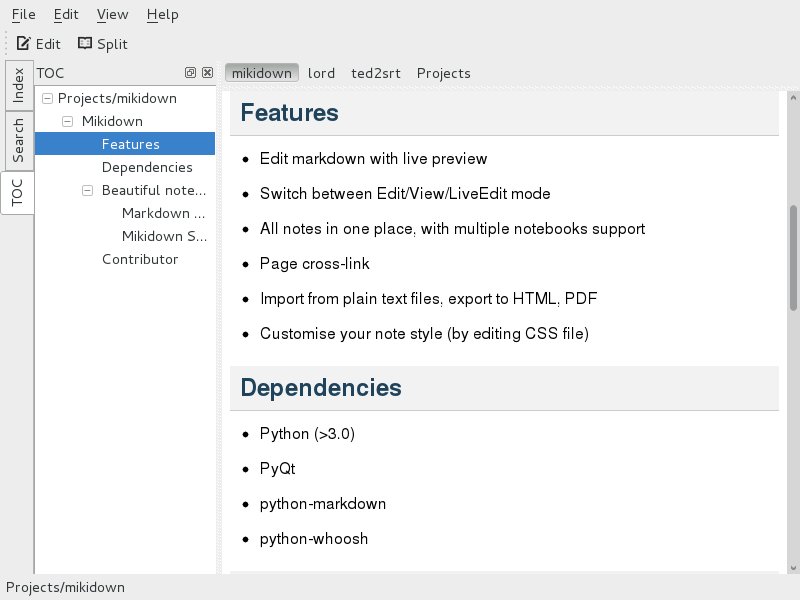 File Edit View Help
Edit Split
Index
Search
TOC
TOC
Projects/mikidown
Mikidown
Features
Dependencies
Beautiful note...
Markdown ...
Mikidown S...
Contributor
mikidown lord ted2srt Projects
Features
• Edit markdown with live preview
• Switch between Edit/View/LiveEdit mode
• All notes in one place, with multiple notebooks support
• Page cross-link
• Import from plain text files, export to HTML, PDF
• Customise your note style (by editing CSS file)
Dependencies
• Python (>3.0)
• PyQt
• python-markdown
• python-whoosh
Projects/mikidown